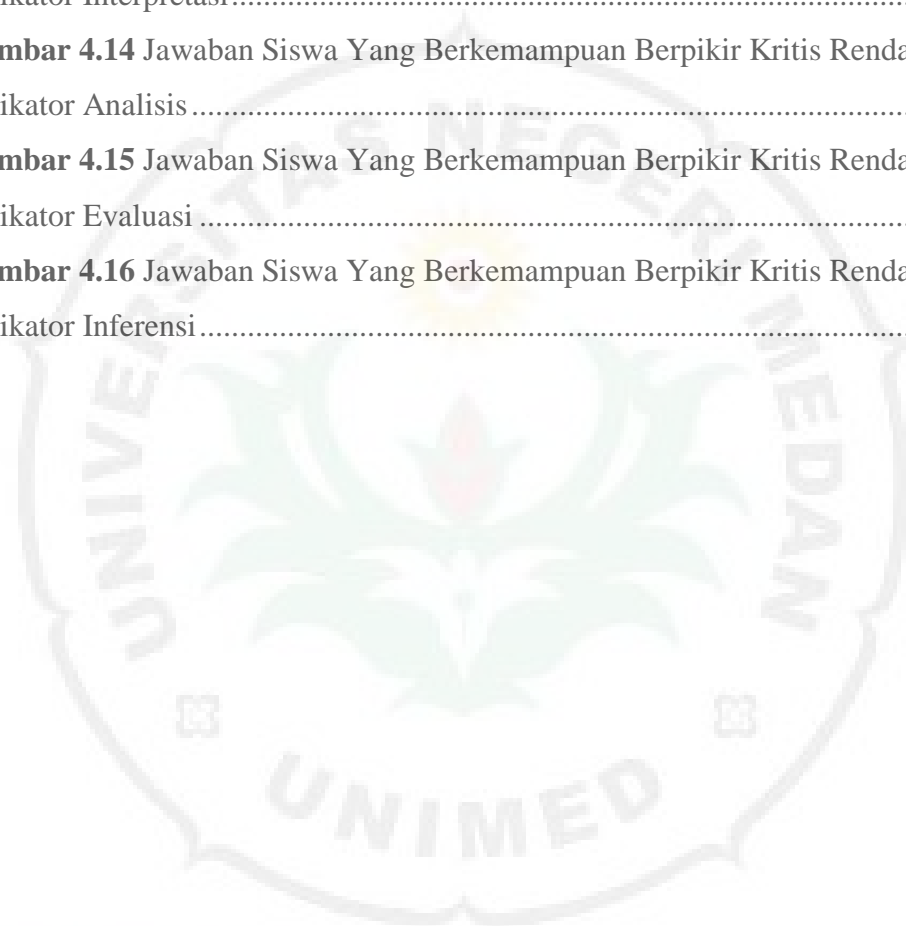 ikator Interpretasi
mbar 4.14 Jawaban Siswa Yang Berkemampuan Berpikir Kritis Renda
ikator Analisis
mbar 4.15 Jawaban Siswa Yang Berkemampuan Berpikir Kritis Renda
ikator Evaluasi
mbar 4.16 Jawaban Siswa Yang Berkemampuan Berpikir Kritis Renda
ikator Inferensi
UNIVERSITAS NEGERI MEDAN
UNIMED